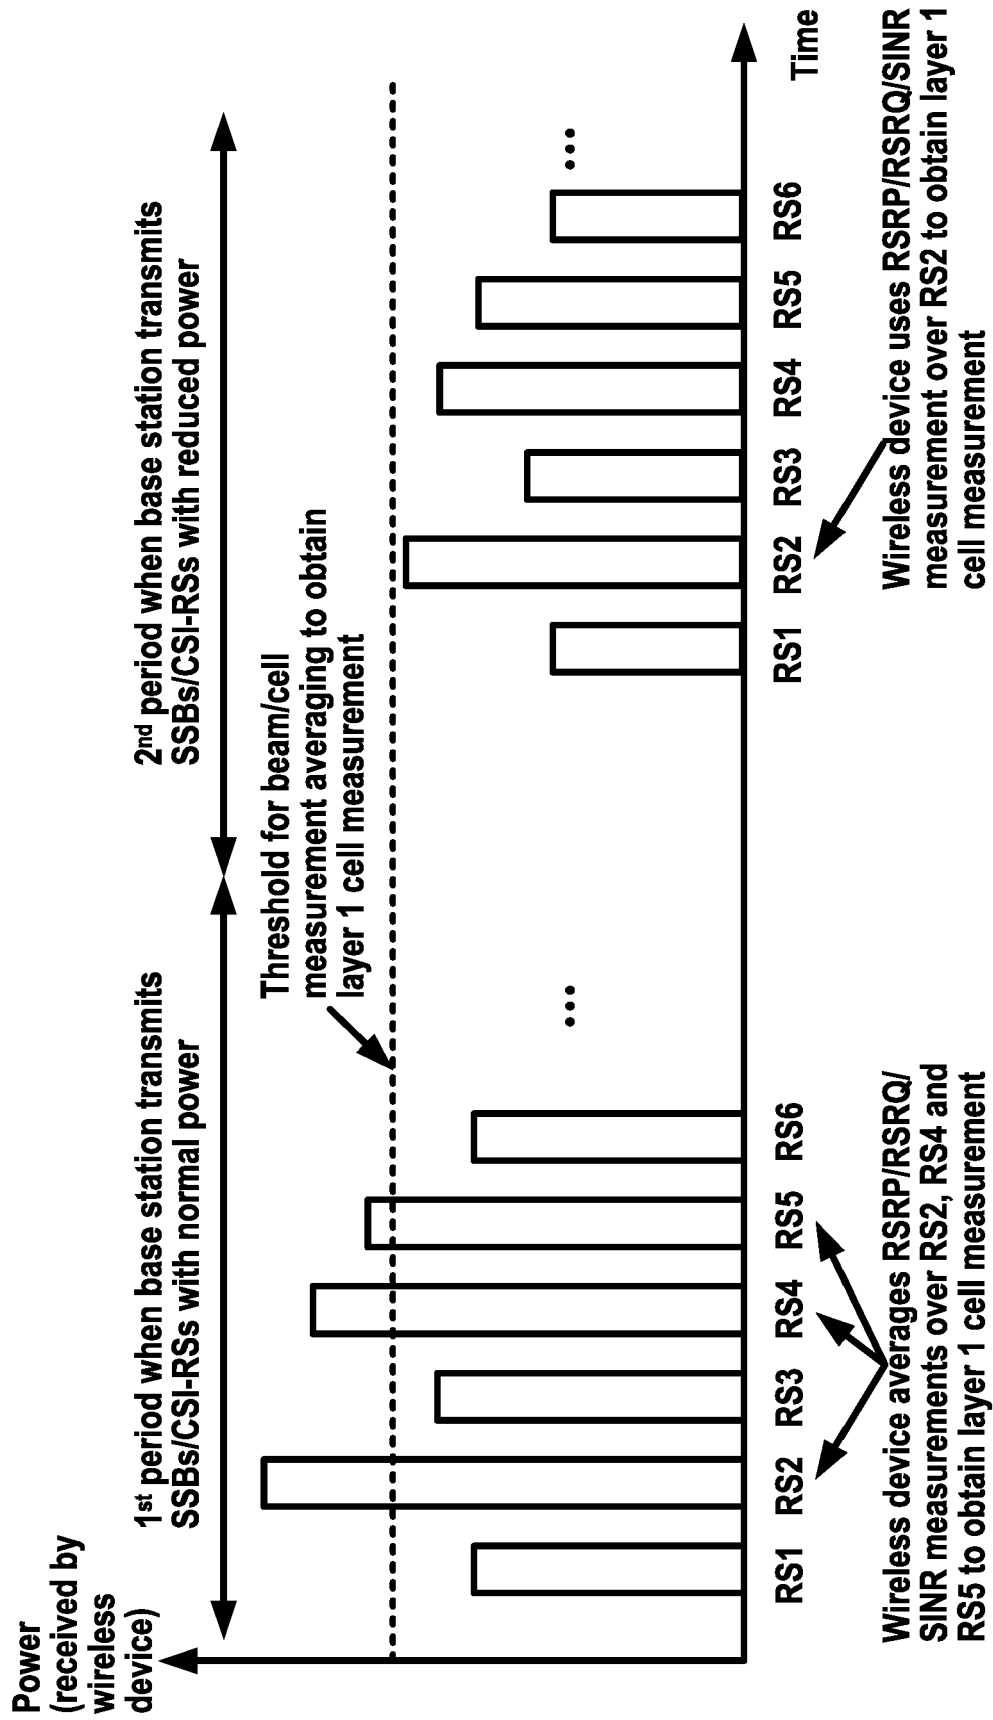 Power
(received by
wireless
device)
1st period when base station transmits
SSBs/CSI-RSs with normal power
2nd period when base station transmits
SSBs/CSI-RSs with reduced power
Threshold for beam/cell
measurement averaging to obtain
layer 1 cell measurement
...
...
RS1 RS2 RS3 RS4 RS5 RS6
RS1 RS2 RS3 RS4 RS5 RS6
Time
Wireless device averages RSRP/RSRQ/
SINR measurements over RS2, RS4 and
RS5 to obtain layer 1 cell measurement
Wireless device uses RSRP/RSRQ/SINR
measurement over RS2 to obtain layer 1
cell measurement